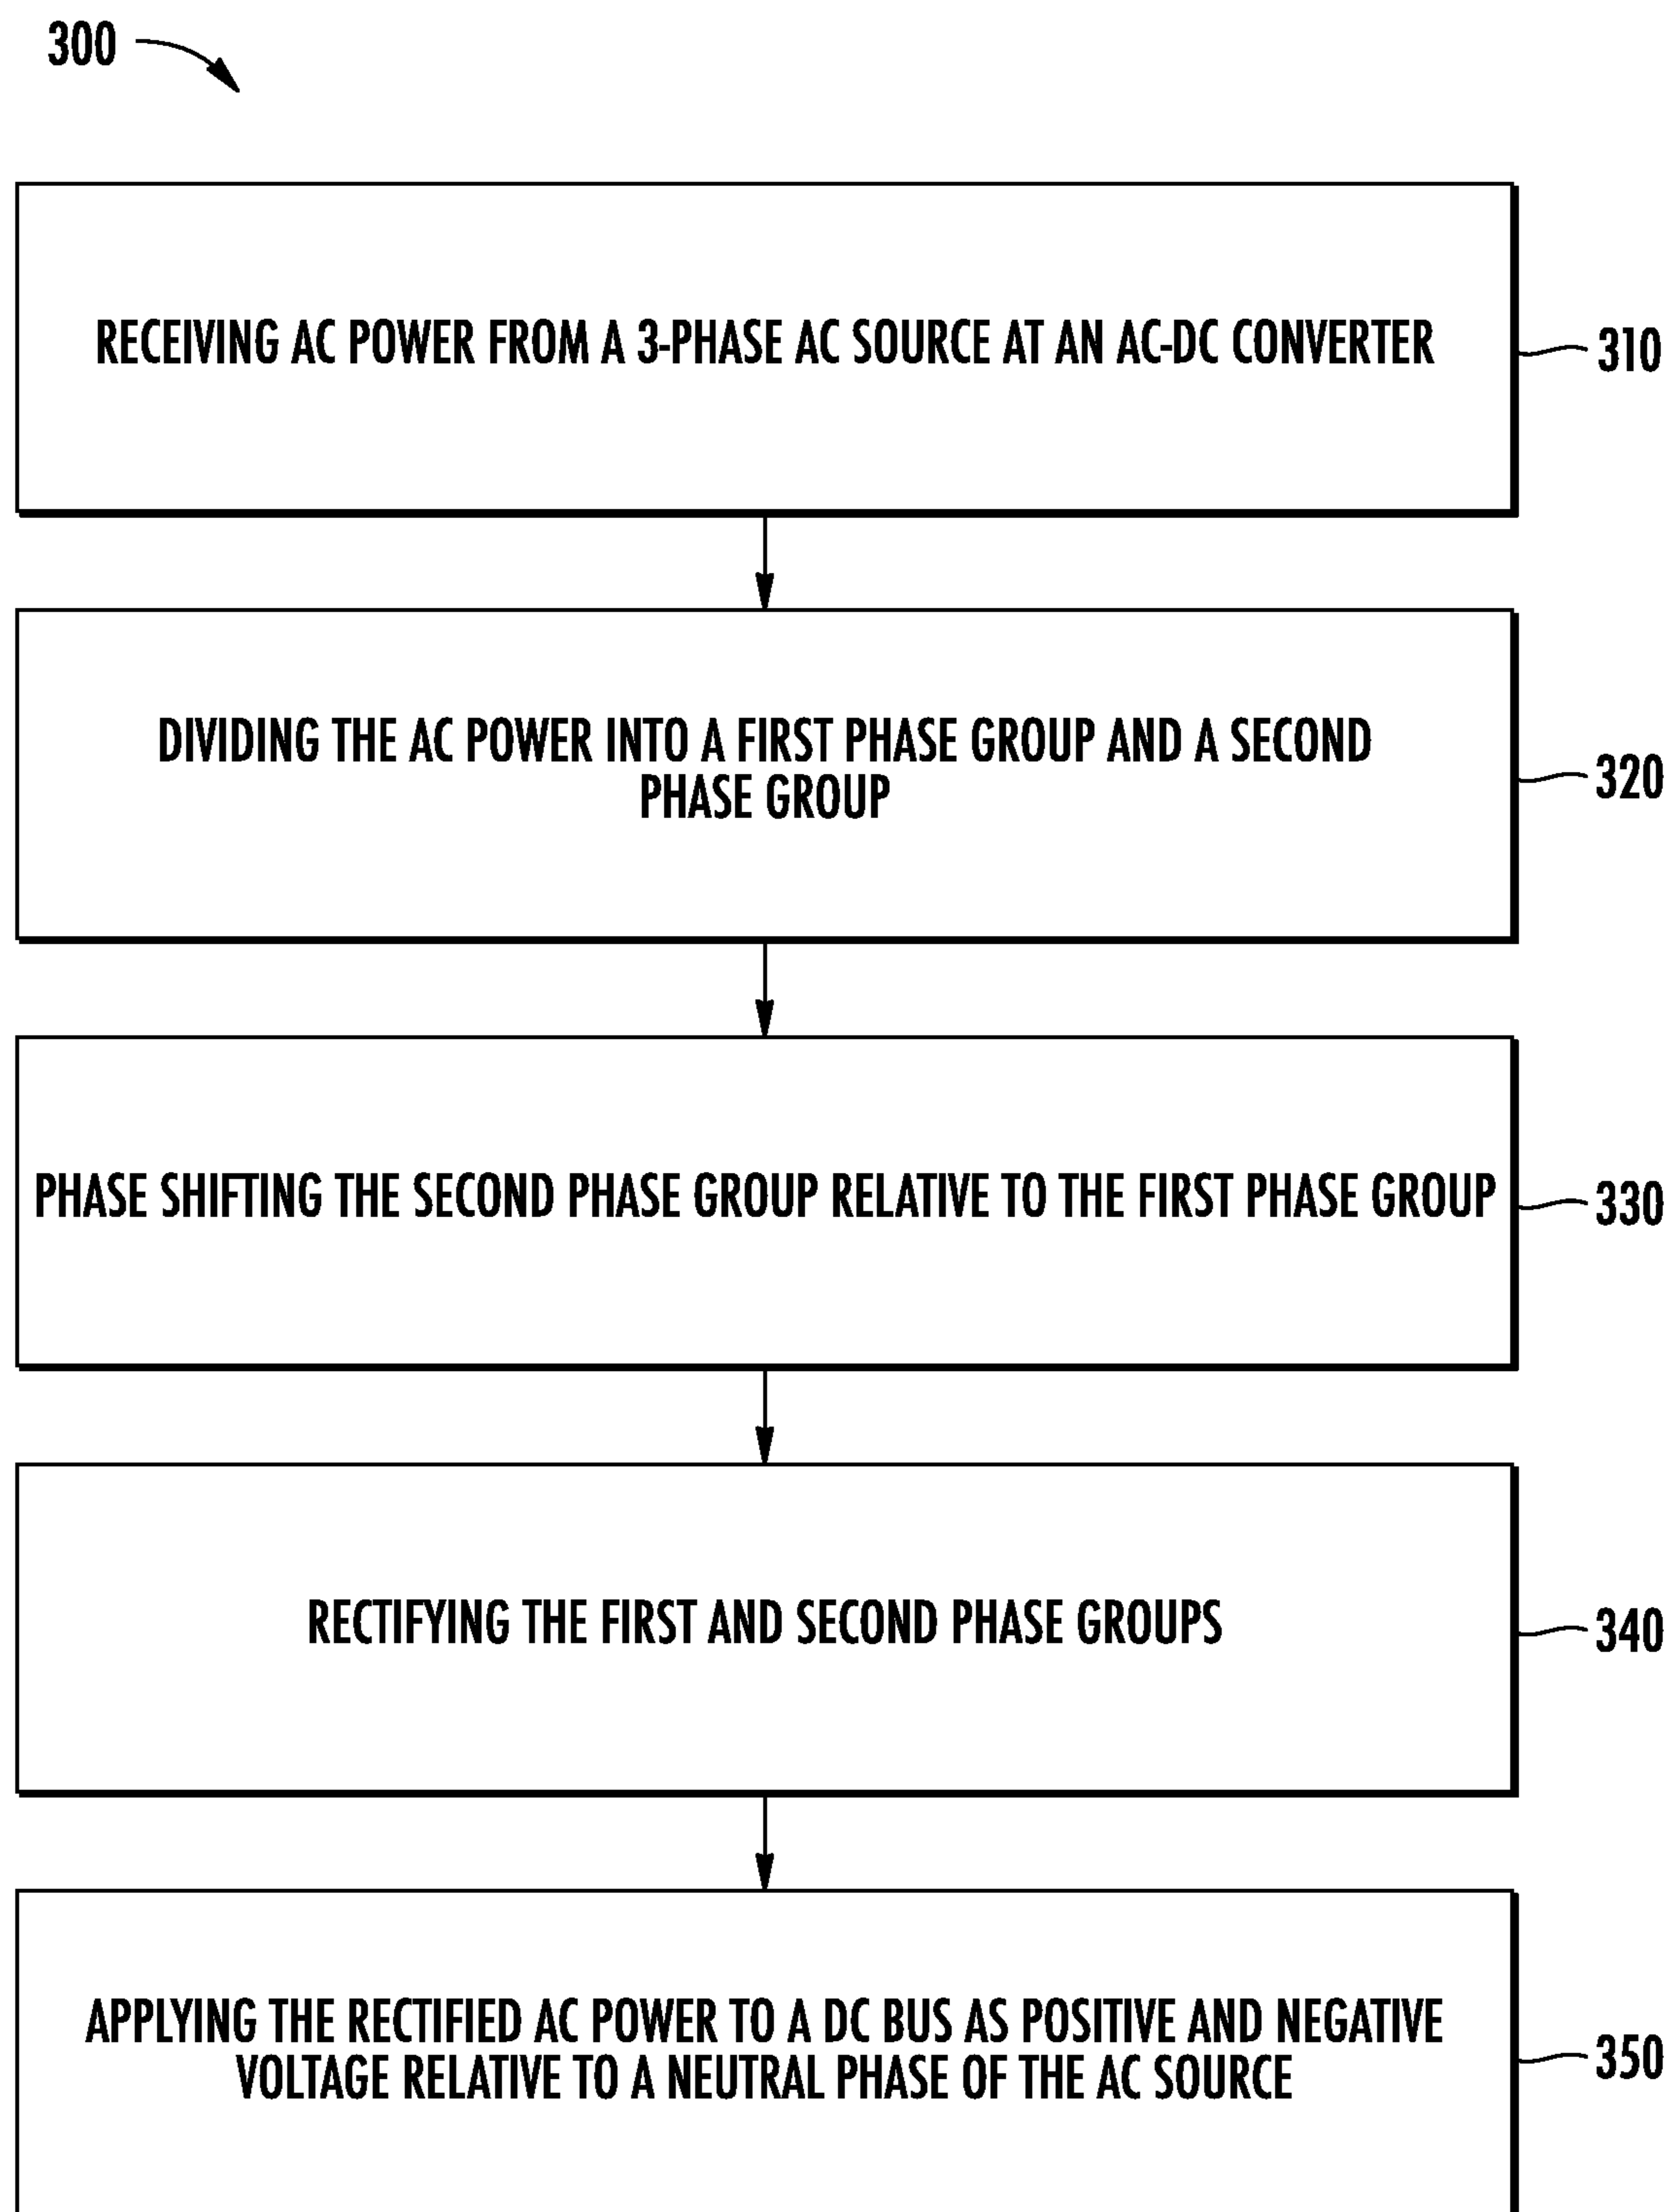 300
RECEIVING AC POWER FROM A 3-PHASE AC SOURCE AT AN AC-DC CONVERTER
310
DIVIDING THE AC POWER INTO A FIRST PHASE GROUP AND A SECOND
PHASE GROUP
320
PHASE SHIFTING THE SECOND PHASE GROUP RELATIVE TO THE FIRST PHASE GROUP
330
RECTIFYING THE FIRST AND SECOND PHASE GROUPS
340
APPLYING THE RECTIFIED AC POWER TO A DC BUS AS POSITIVE AND NEGATIVE
VOLTAGE RELATIVE TO A NEUTRAL PHASE OF THE AC SOURCE
350